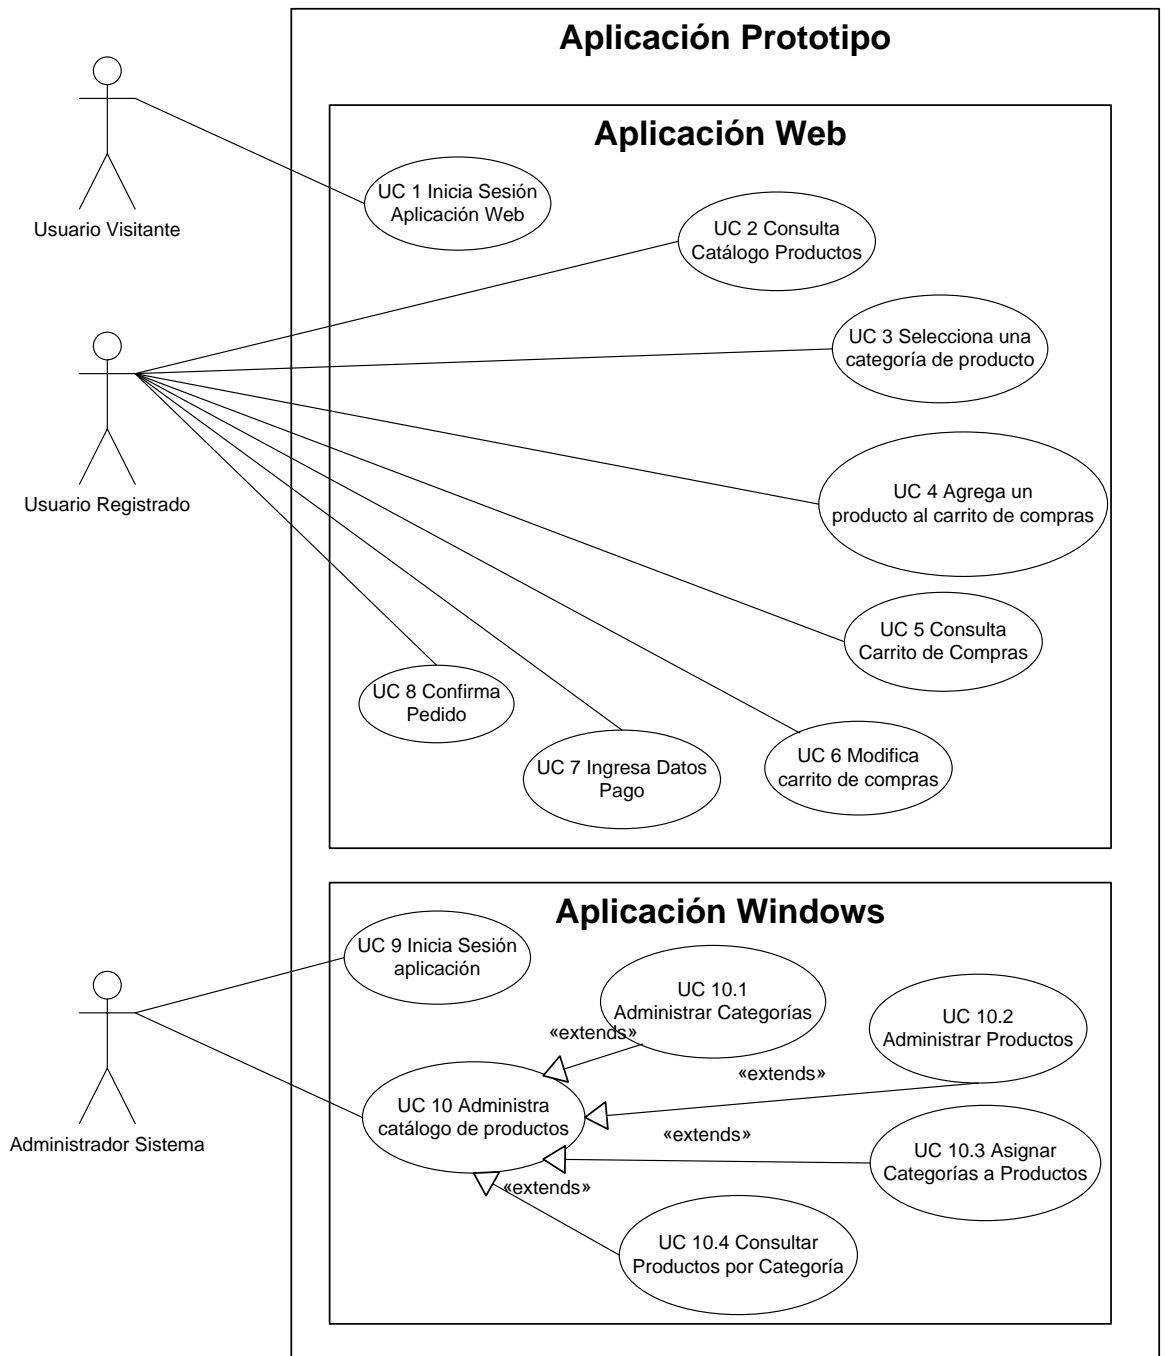 Aplicación Prototipo
Aplicación Web
UC 1 Inicia Sesión
Aplicación Web
Usuario Visitante
UC 2 Consulta
Catálogo Productos
UC 3 Selecciona una
categoría de producto
Usuario Registrado
UC 4 Agrega un
producto al carrito de compras
UC 5 Consulta
Carrito de Compras
UC 8 Confirma
Pedido
UC 7 Ingresa Datos
Pago
UC 6 Modifica
carrito de compras
Aplicación Windows
UC 9 Inicia Sesión
aplicación
UC 10.1
Administrar Categorías
UC 10.2
Administrar Productos
«extends»
«extends»
UC 10 Administra
catálogo de productos
«extends»
Administrador Sistema
UC 10.3 Asignar
Categorías a Productos
«extends»
UC 10.4 Consultar
Productos por Categoría